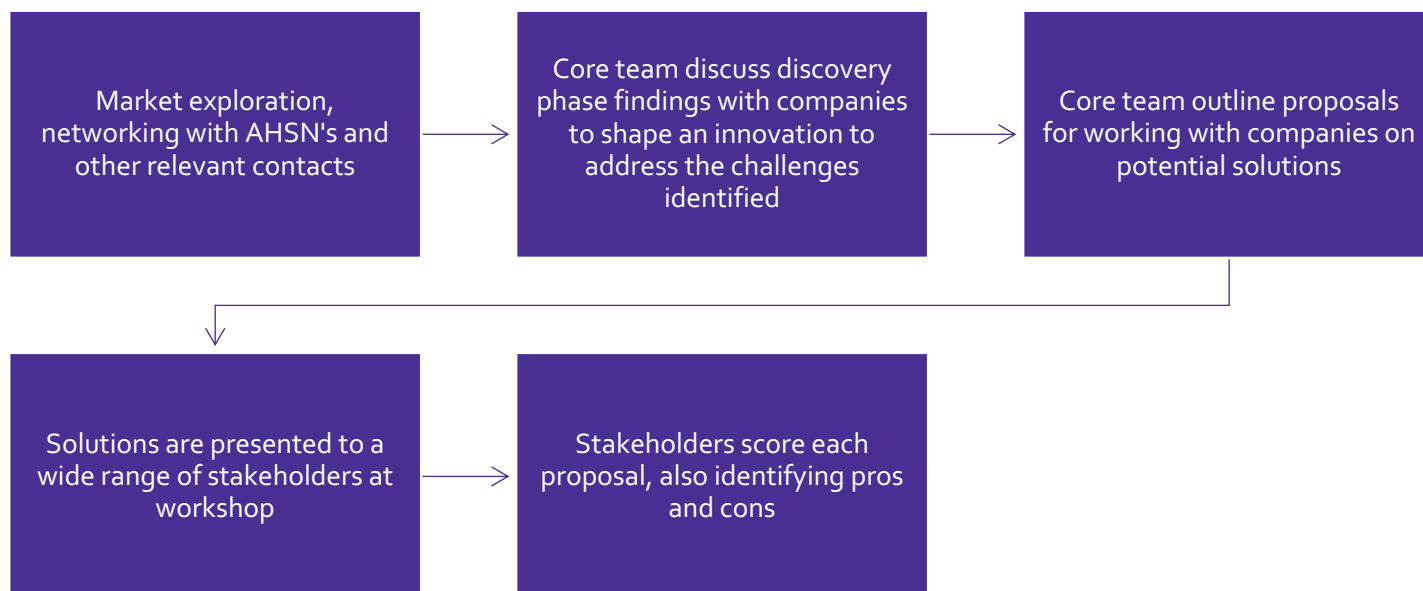 Market exploration,
networking with AHSN's and
other relevant contacts
Core team discuss discovery
phase findings with companies
to shape an innovation to
address the challenges
identified
Core team outline proposals
for working with companies on
potential solutions
Solutions are presented to a
wide range of stakeholders at
workshop
Stakeholders score each
proposal, also identifying pros
and cons